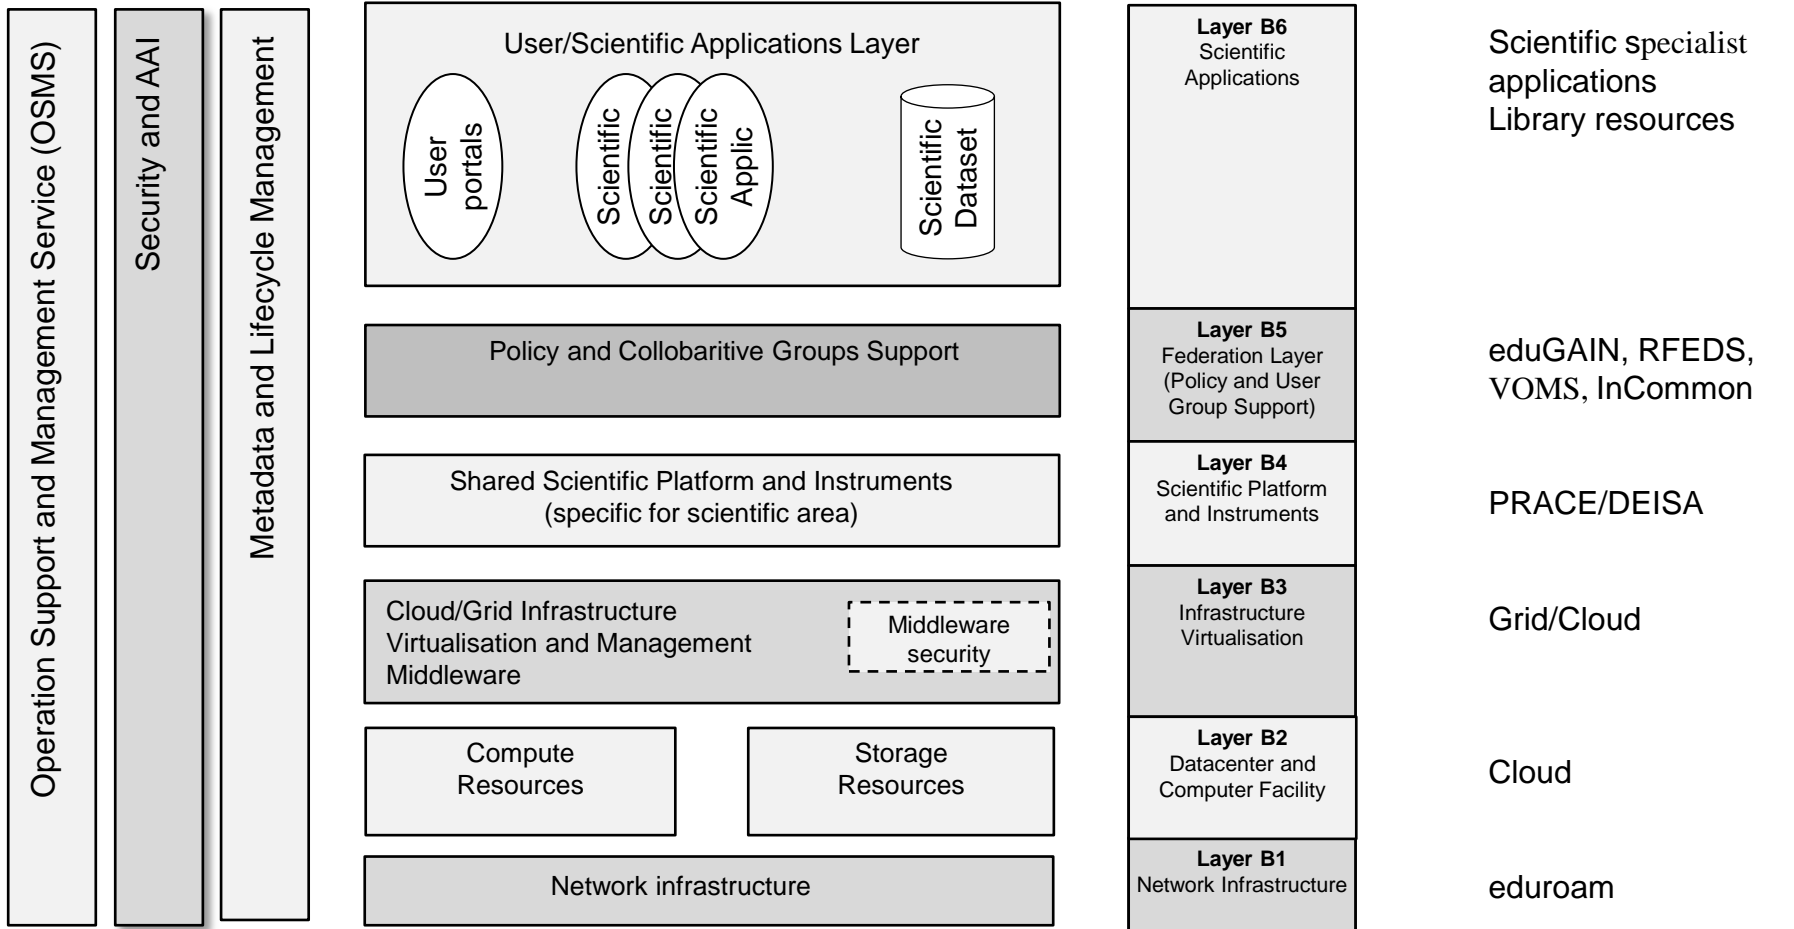 Operation Support and Management Service (OSMS)
Security and AAI
Metadata and Lifecycle Management
User/Scientific Applications Layer
User
portals
Scientific
Scientific
Scientific
Applic
Scientific
Dataset
Policy and Collobaritive Groups Support
Shared Scientific Platform and Instruments
(specific for scientific area)
Cloud/Grid Infrastructure
Virtualisation and Management
Middleware
Middleware
security
Compute
Resources
Storage
Resources
Network infrastructure
Layer B6
Scientific
Applications
Layer B5
Federation Layer
(Policy and User
Group Support)
Layer B4
Scientific Platform
and Instruments
Layer B3
Infrastructure
Virtualisation
Layer B2
Datacenter and
Computer Facility
Layer B1
Network Infrastructure
Scientific specialist
applications
Library resources
eduGAIN, RFEDS,
VOMS, InCommon
PRACE/DEISA
Grid/Cloud
Cloud
eduroam